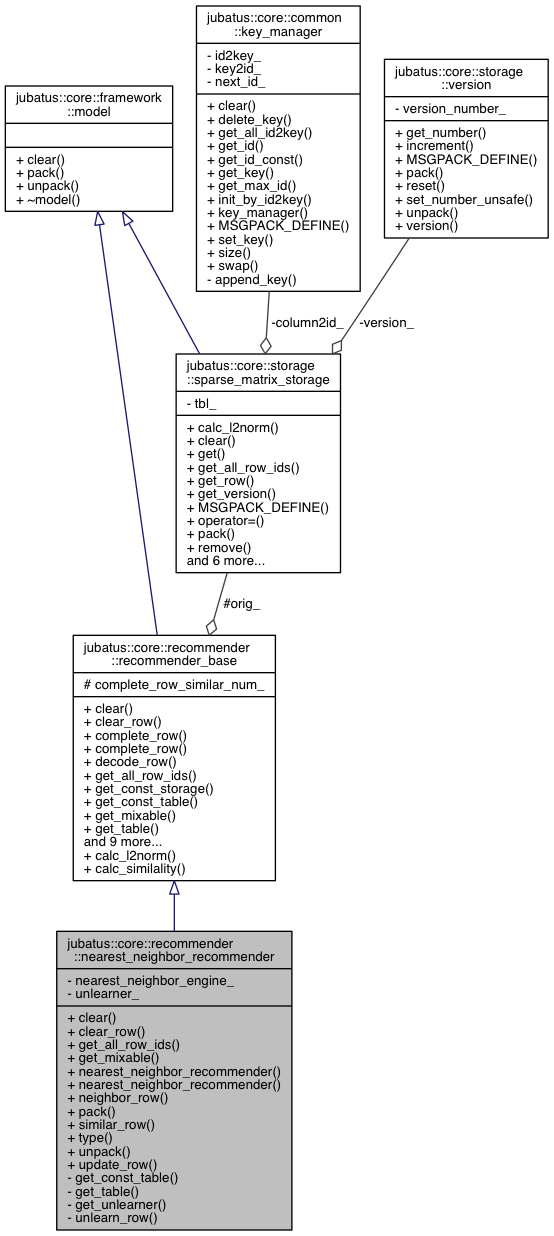 jubatus::core::common
::key_manager
- id2key_
- key2id_
- next_id_
+ clear()
+ delete_key()
+ get_all_id2key()
+ get_id()
+ get_id_const()
+ get_key()
+ get_max_id()
+ init_by_id2key()
+ key_manager()
+ MSGPACK_DEFINE()
+ set_key()
+ size()
+ swap()
- append_key()
jubatus::core::storage
::version
- version_number_
+ get_number()
+ increment()
+ MSGPACK_DEFINE()
+ pack()
+ reset()
+ set_number_unsafe()
+ unpack()
+ version()
jubatus::core::framework
::model
+ clear()
+ pack()
+ unpack()
+ ~model()
-column2id_
-version_
jubatus::core::storage
::sparse_matrix_storage
- tbl_
+ calc_l2norm()
+ clear()
+ get()
+ get_all_row_ids()
+ get_row()
+ get_version()
+ MSGPACK_DEFINE()
+ operator=()
+ pack()
+ remove()
and 6 more...
#orig_
jubatus::core::recommender
::recommender_base
# complete_row_similar_num_
+ clear()
+ clear_row()
+ complete_row()
+ complete_row()
+ decode_row()
+ get_all_row_ids()
+ get_const_storage()
+ get_const_table()
+ get_mixable()
+ get_table()
and 9 more...
+ calc_l2norm()
+ calc_similality()
jubatus::core::recommender
::nearest_neighbor_recommender
- nearest_neighbor_engine_
- unlearner_
+ clear()
+ clear_row()
+ get_all_row_ids()
+ get_mixable()
+ nearest_neighbor_recommender()
+ nearest_neighbor_recommender()
+ neighbor_row()
+ pack()
+ similar_row()
+ type()
+ unpack()
+ update_row()
- get_const_table()
- get_table()
- get_unlearner()
- unlearn_row()